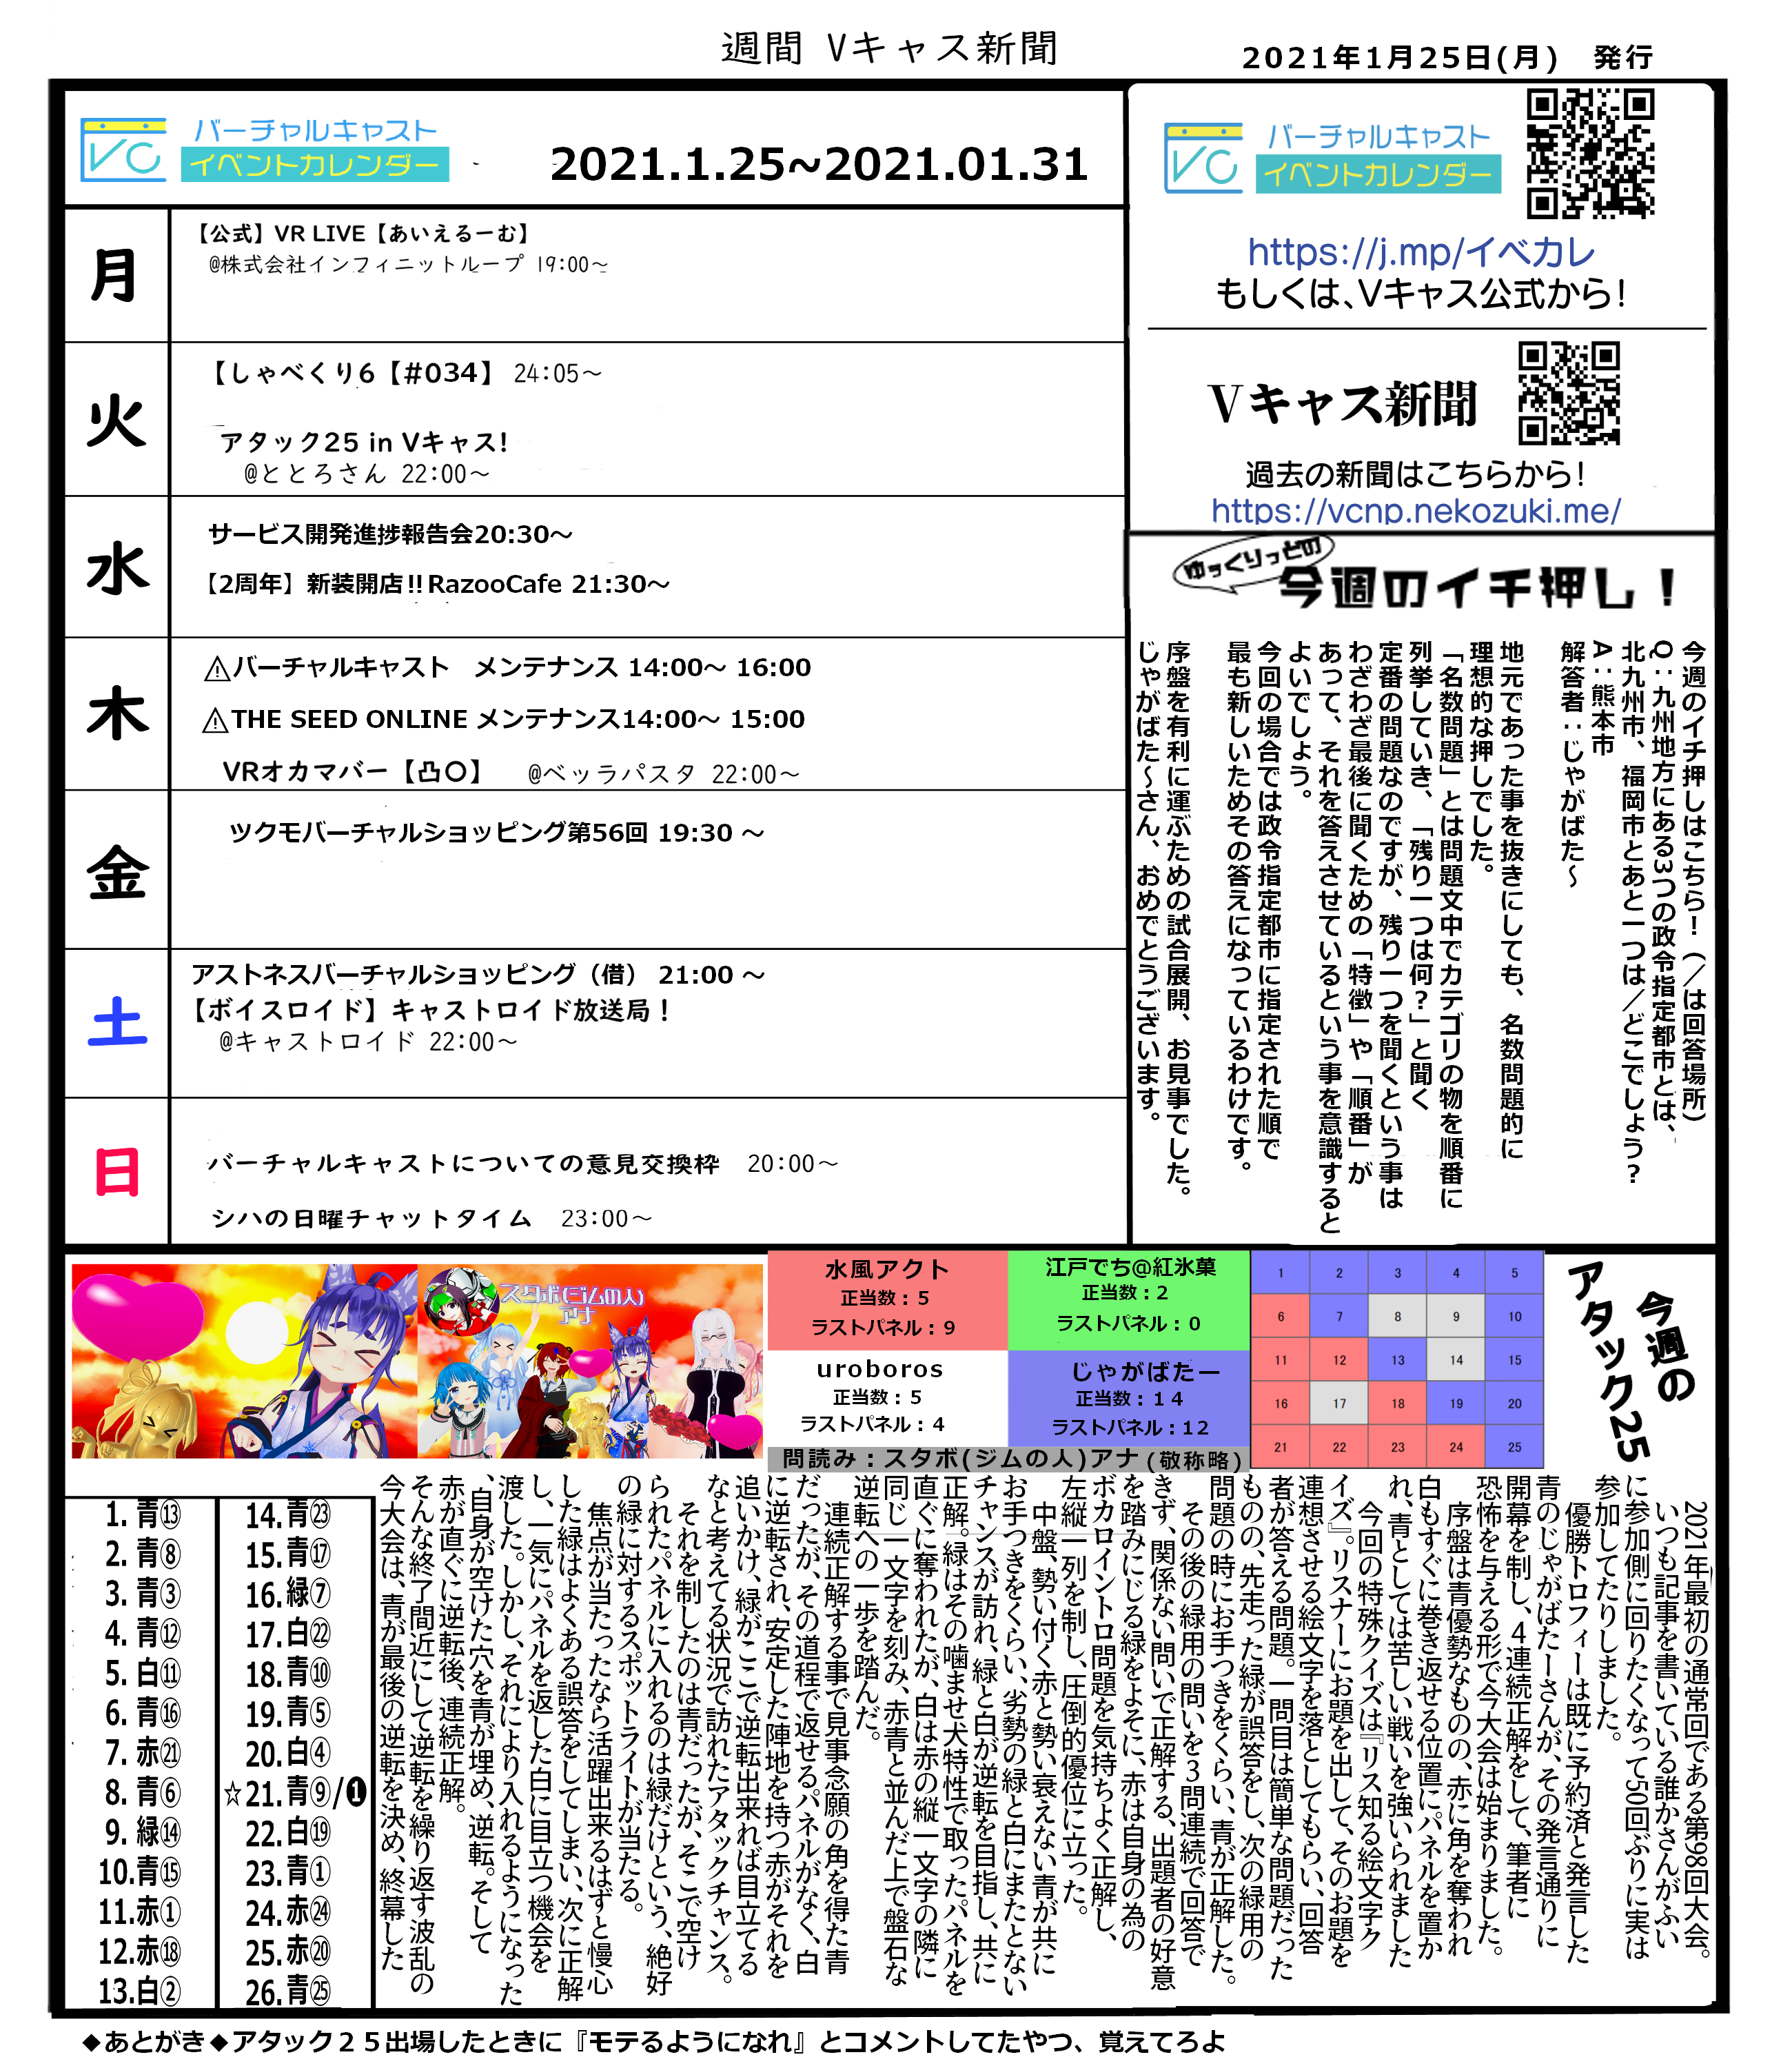 週間 Vキャス新聞
2021年1月25日(月) 発行
バーチャルキャスト
イベントカレンダー
2021.1.25~2021.01.31
月
【公式】VR LIVE【あいえるーむ】
@株式会社インフィニットループ 19:00～
火
【しゃべくり6【#034】 24:05～
アタック25 in Vキャス!
@ととろさん 22:00～
水
サービス開発進捗報告会20:30～
【2周年】新装開店!!RazooCafe 21:30～
木
⚠バーチャルキャスト メンテナンス 14:00～ 16:00
⚠THE SEED ONLINE メンテナンス14:00～ 15:00
VRオカマバー【凸〇】 @ベッラパスタ 22:00～
金
ツクモバーチャルショッピング第56回 19:30 ～
土
アストネスバーチャルショッピング（借） 21:00 ～
【ボイスロイド】キャストロイド放送局！
@キャストロイド 22:00～
日
バーチャルキャストについての意見交換枠 20:00～
シハの日曜チャットタイム 23:00～
バーチャルキャスト
イベントカレンダー
https://j.mp/イベカレ
もしくは、Vキャス公式から!
Vキャス新聞
過去の新聞はこちらから!
https://vcnp.nekozuki.me/
ゆっくりっとの
今週のイチ押し！
今週のイチ押しはこちら！（／は回答場所）
Q：九州地方にある3つの政令指定都市とは、
北九州市、福岡市とあと一つは／どこでしょう？
A：熊本市
解答者：じゃがばた～
地元であった事を抜きにしても、名数問題的に
理想的な押しでした。
「名数問題」とは問題文中でカテゴリの物を順番に
列挙していき、「残り一つは何？」と聞く
定番の問題なのですが、残り一つを聞くという事は
わざわざ最後に聞くための「特徴」や「順番」が
あって、それを答えさせているという事を意識すると
よいでしょう。
今回の場合では政令指定都市に指定された順で
最も新しいためその答えになっているわけです。
序盤を有利に運ぶための試合展開、お見事でした。
じゃがばた～さん、おめでとうございます。
スタボ(ジムの人)
アナ
水風アクト
正当数：5
ラストパネル：9
江戸でち@紅氷菓
正当数：2
ラストパネル：0
uroboros
正当数：5
ラストパネル：4
じゃがばたー
正当数：14
ラストパネル：12
問読み：スタボ(ジムの人)アナ (敬称略)
1 2 3 4 5
6 7 8 9 10
11 12 13 14 15
16 17 18 19 20
21 22 23 24 25
今週の
アタック25
2021年最初の通常回である第98回大会。
いつも記事を書いている誰かさんがふい
に参加側に回りたくなって50回ぶりに実は
参加してたりしました。
優勝トロフィーは既に予約済と発言した
青のじゃがばたーさんが、その発言通りに
開幕を制し、4連続正解をして、筆者に
恐怖を与える形で今大会は始まりました。
序盤は青優勢なものの、赤に角を奪われ
白もすぐに巻き返せる位置にパネルを置か
れ、青としては苦しい戦いを強いられました
今回の特殊クイズは『リス知る絵文字ク
イズ』。リスナーにお題を出して、そのお題を
連想させる絵文字を落としてもらい、回答
者が答える問題。一問目は簡単な問題だった
ものの、先走った緑が誤答をし、次の緑用の
問題の時にお手つきをくらい、青が正解した。
その後の緑用の問いを3問連続で回答で
きず、関係ない問いで正解する、出題者の好意
を踏みにじる緑をよそに、赤は自身の為の
ボカロイントロ問題を気持ちよく正解し、
左縦一列を制し、圧倒的優位に立った。
中盤、勢い付く赤と勢い衰えない青が共に
お手つきをくらい、劣勢の緑と白にまたとない
チャンスが訪れ、緑と白が逆転を目指し、共に
正解。緑はその噛ませ犬特性で取ったパネルを
直ぐに奪われたが、白は赤の縦一文字の隣に
同じ一文字を刻み、赤青と並んだ上で盤石な
逆転への一歩を踏んだ。
連続正解する事で見事念願の角を得た青
だったが、その道程で返せるパネルがなく、白
に逆転され、安定した陣地を持つ赤がそれを
追いかけ、緑がここで逆転出来れば目立てる
なと考えてる状況で訪れたアタックチャンス。
それを制したのは青だったが、そこで空け
られたパネルに入れるのは緑だけという、絶好
の緑に対するスポットライトが当たる。
焦点が当たったなら活躍出来るはずと慢心
した緑はよくある誤答をしてしまい、次に正解
し、一気にパネルを返した白に目立つ機会を
渡した。しかし、それにより入れるようになった
、自身が空けた穴を青が埋め、逆転。そして
赤が直ぐに逆転後、連続正解。
そんな終了間近にして逆転を繰り返す波乱の
今大会は、青が最後の逆転を決め、終幕した
1. 青⑬
2. 青⑧
3. 青③
4. 青⑫
5. 白⑪
6. 青⑯
7. 赤㉑
8. 青⑥
9. 緑⑭
10.青⑮
11.赤①
12.赤⑱
13.白②
14.青㉓
15.青⑰
16.緑⑦
17.白㉒
18.青⑩
19.青⑤
20.白④
☆21.青⑨/❶
22.白⑲
23.青①
24.赤㉔
25.赤⑳
26.青㉕
◆あとがき◆アタック２５出場したときに『モテるようになれ』とコメントしてたやつ、覚えてろよ